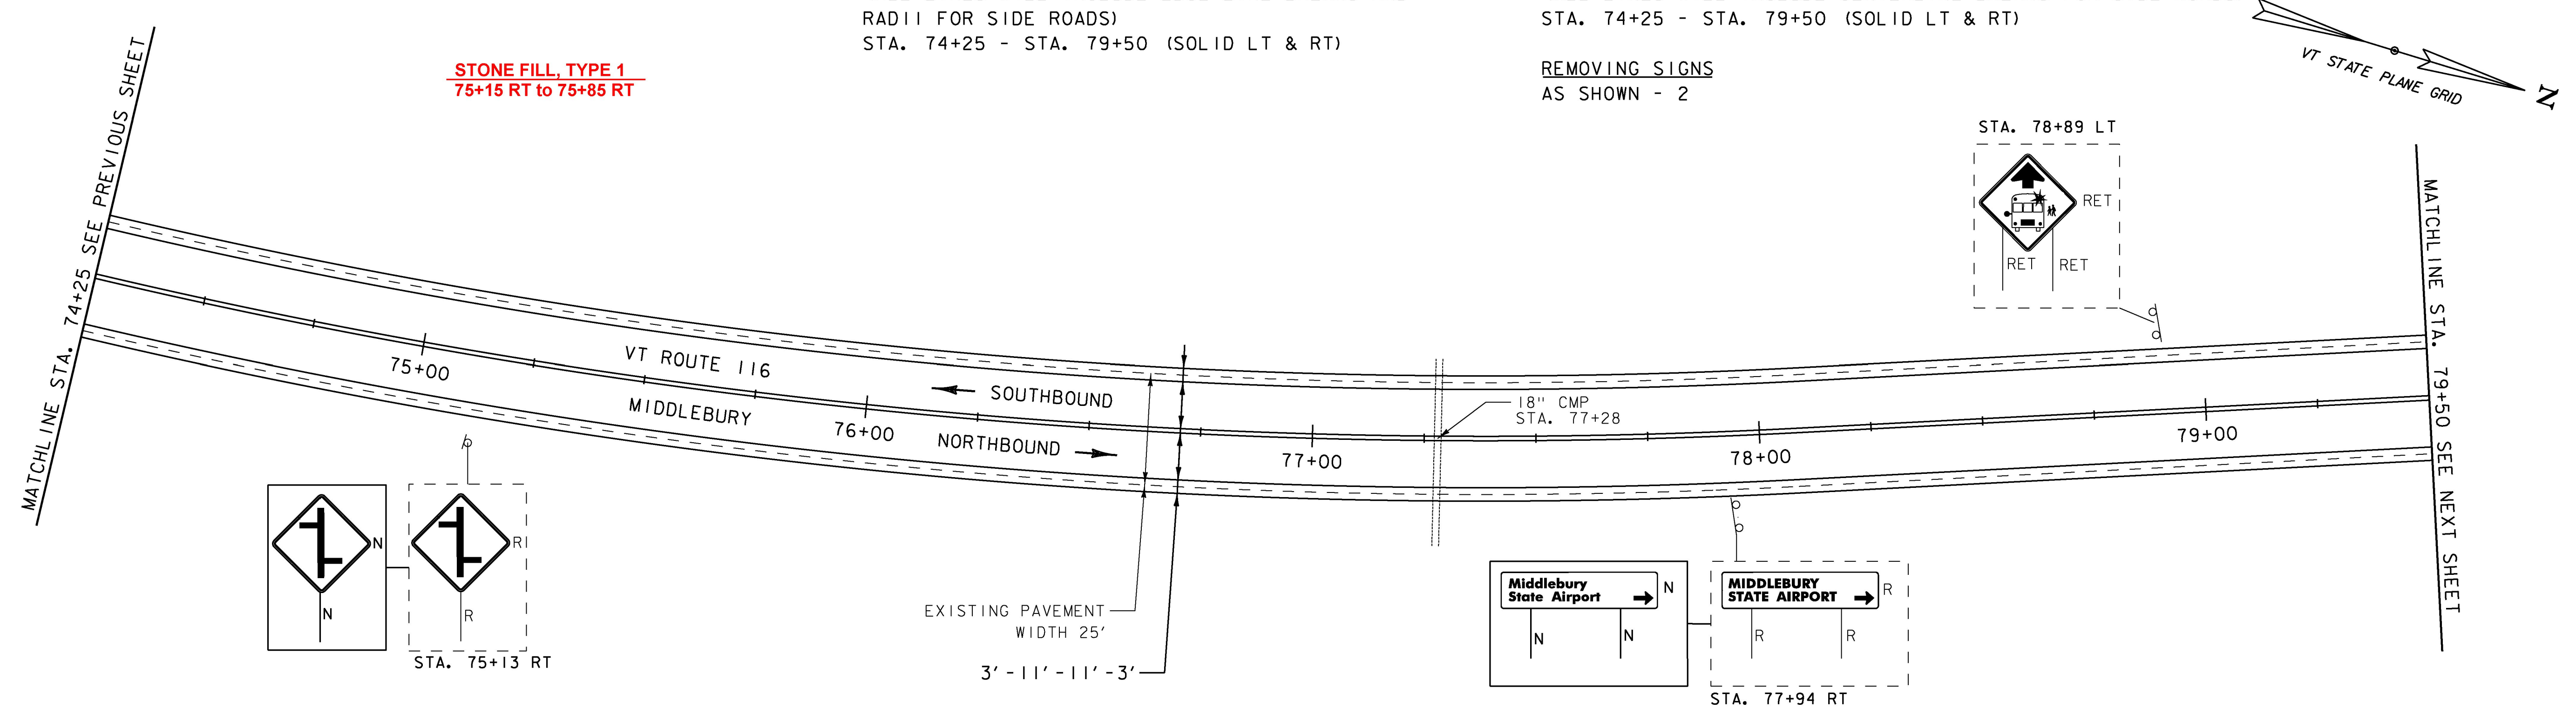 RADII FOR SIDE ROADS)
STA. 74+25 - STA. 79+50 (SOLID LT & RT)
STA. 74+25 - STA. 79+50 (SOLID LT & RT)
REMOVING SIGNS
AS SHOWN - 2
STONE FILL, TYPE 1
75+15 RT to 75+85 RT
VT STATE PLANE GRID
N
MATCHLINE STA. 74+25 SEE PREVIOUS SHEET
STA. 78+89 LT
RET
RET
RET
MATCHLINE STA. 79+50 SEE NEXT SHEET
75+00
VT ROUTE 116
MIDDLEBURY
76+00
SOUTHBOUND
NORTHBOUND
77+00
18" CMP
STA. 77+28
78+00
79+00
N
N
R
R
STA. 75+13 RT
EXISTING PAVEMENT
WIDTH 25'
3'-11'-11'-3'
Middlebury
State Airport
N
N
N
MIDDLEBURY
STATE AIRPORT
R
R
R
STA. 77+94 RT